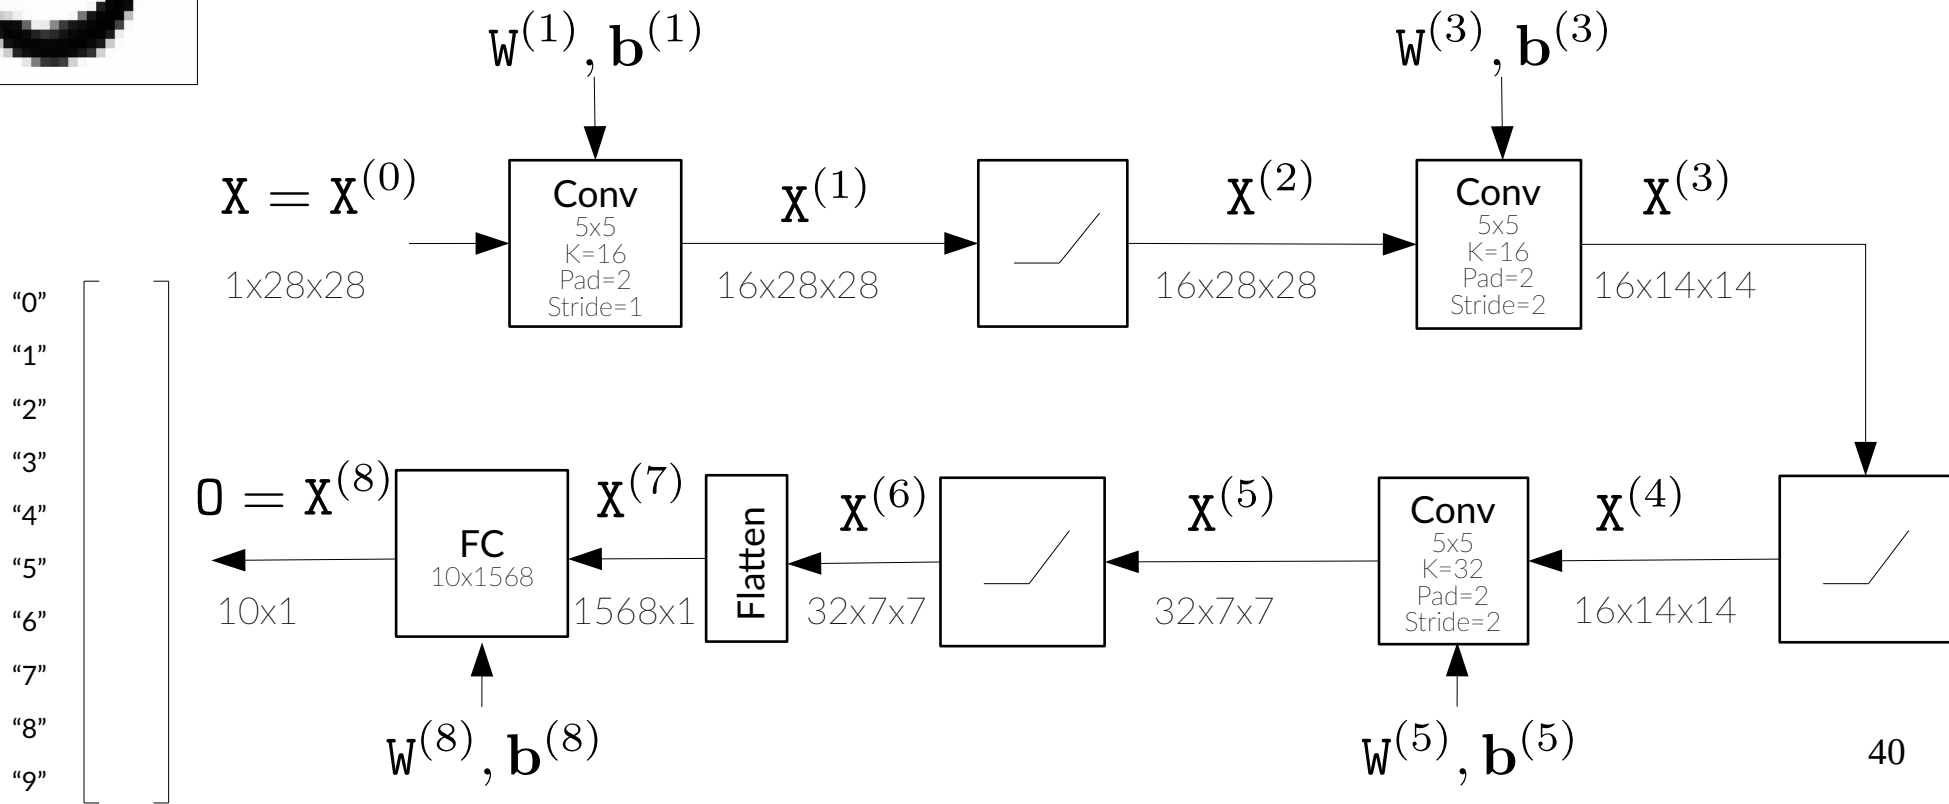 W^(1), b^(1)
W^(3), b^(3)
X = X^(0)
1x28x28
Conv
5x5
K=16
Pad=2
Stride=1
X^(1)
16x28x28
X^(2)
16x28x28
Conv
5x5
K=16
Pad=2
Stride=2
X^(3)
16x14x14
“0”
“1”
“2”
“3”
“4”
“5”
“6”
“7”
“8”
“9”
O = X^(8)
10x1
FC
10x1568
X^(7)
1568x1
Flatten
X^(6)
32x7x7
X^(5)
32x7x7
Conv
5x5
K=32
Pad=2
Stride=2
X^(4)
16x14x14
W^(8), b^(8)
W^(5), b^(5)
40